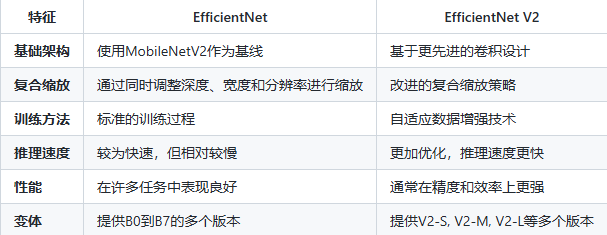 特征 EfficientNet EfficientNet V2
基础架构 使用MobileNetV2作为基线 基于更先进的卷积设计
复合缩放 通过同时调整深度、宽度和分辨率进行缩放 改进的复合缩放策略
训练方法 标准的训练过程 自适应数据增强技术
推理速度 较为快速，但相对较慢 更加优化，推理速度更快
性能 在许多任务中表现良好 通常在精度和效率上更强
变体 提供B0到B7的多个版本 提供V2-S, V2-M, V2-L等多个版本